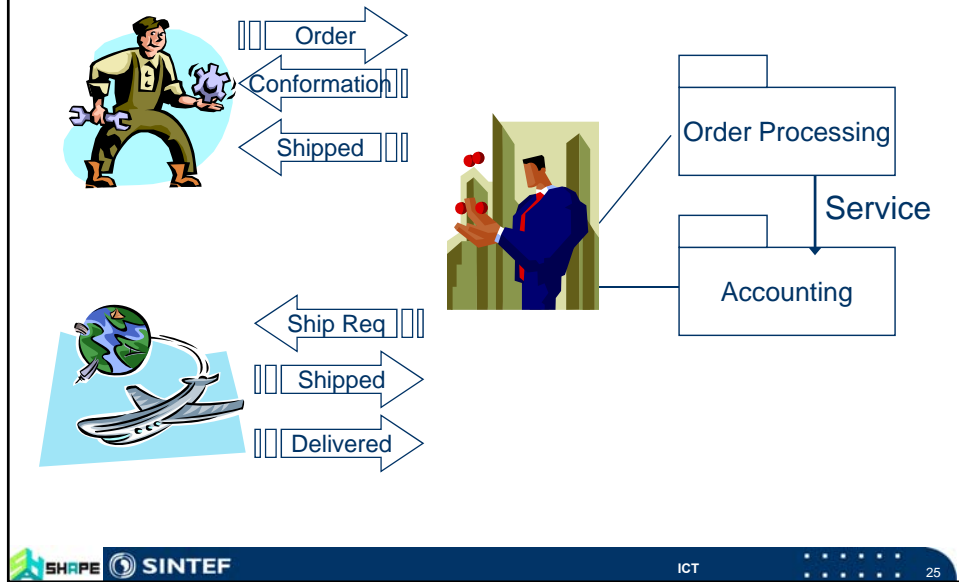 Order
Conformation
Shipped
Order Processing
Service
Accounting
Ship Req
Shipped
Delivered
SHAPE SINTEF ICT 25